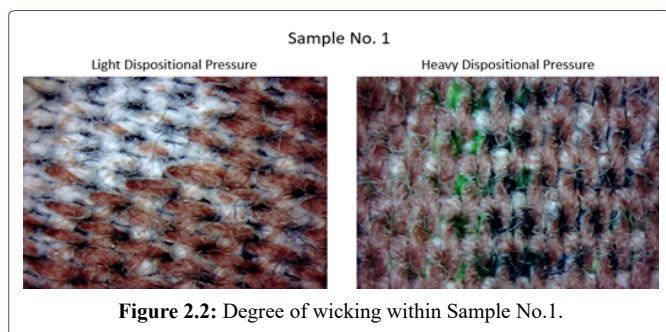 Sample No. 1
Light Dispositional Pressure
Heavy Dispositional Pressure
Figure 2.2: Degree of wicking within Sample No.1.